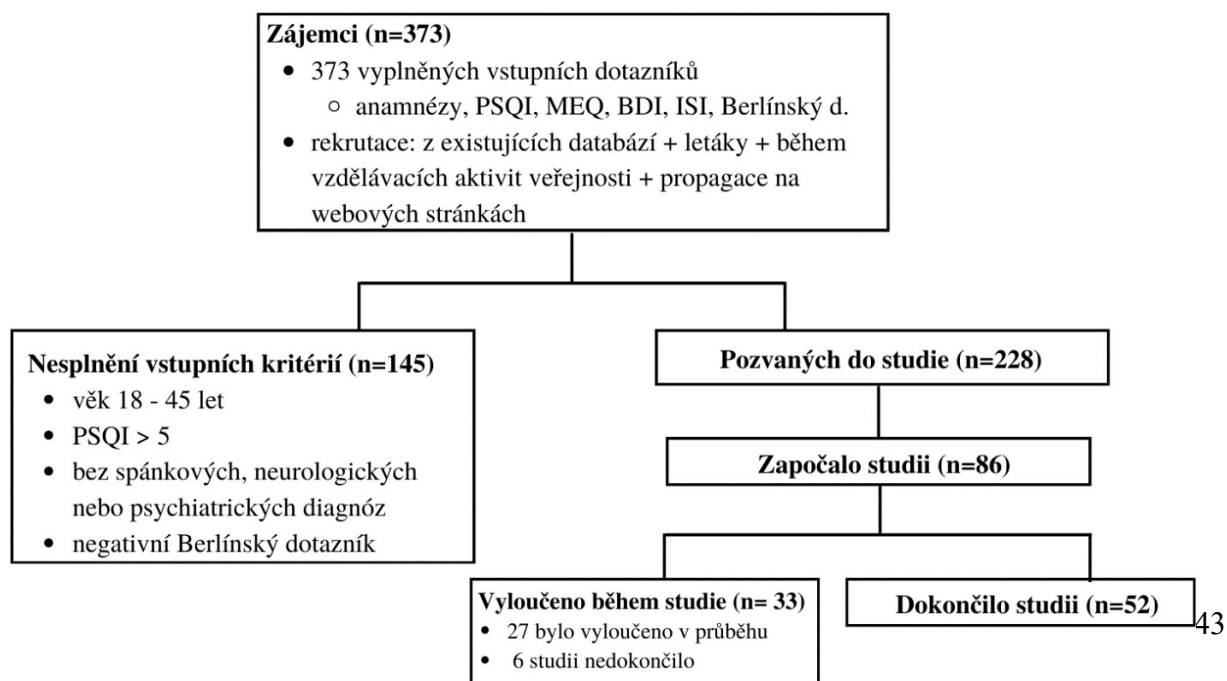 Zájemci (n=373)
• 373 vyplněných vstupních dotazníků
○ anamnézy, PSQI, MEQ, BDI, ISI, Berlínský d.
• rekrutace: z existujících databází + letáky + během
vzdělávacích aktivit veřejnosti + propagace na
webových stránkách
Nesplnění vstupních kritérií (n=145)
• věk 18 - 45 let
• PSQI > 5
• bez spánkových, neurologických
nebo psychiatrických diagnóz
• negativní Berlínský dotazník
Pozvaných do studie (n=228)
Započalo studii (n=86)
Vyloučeno během studie (n= 33)
• 27 bylo vyloučeno v průběhu
• 6 studii nedokončilo
Dokončilo studii (n=52)
43